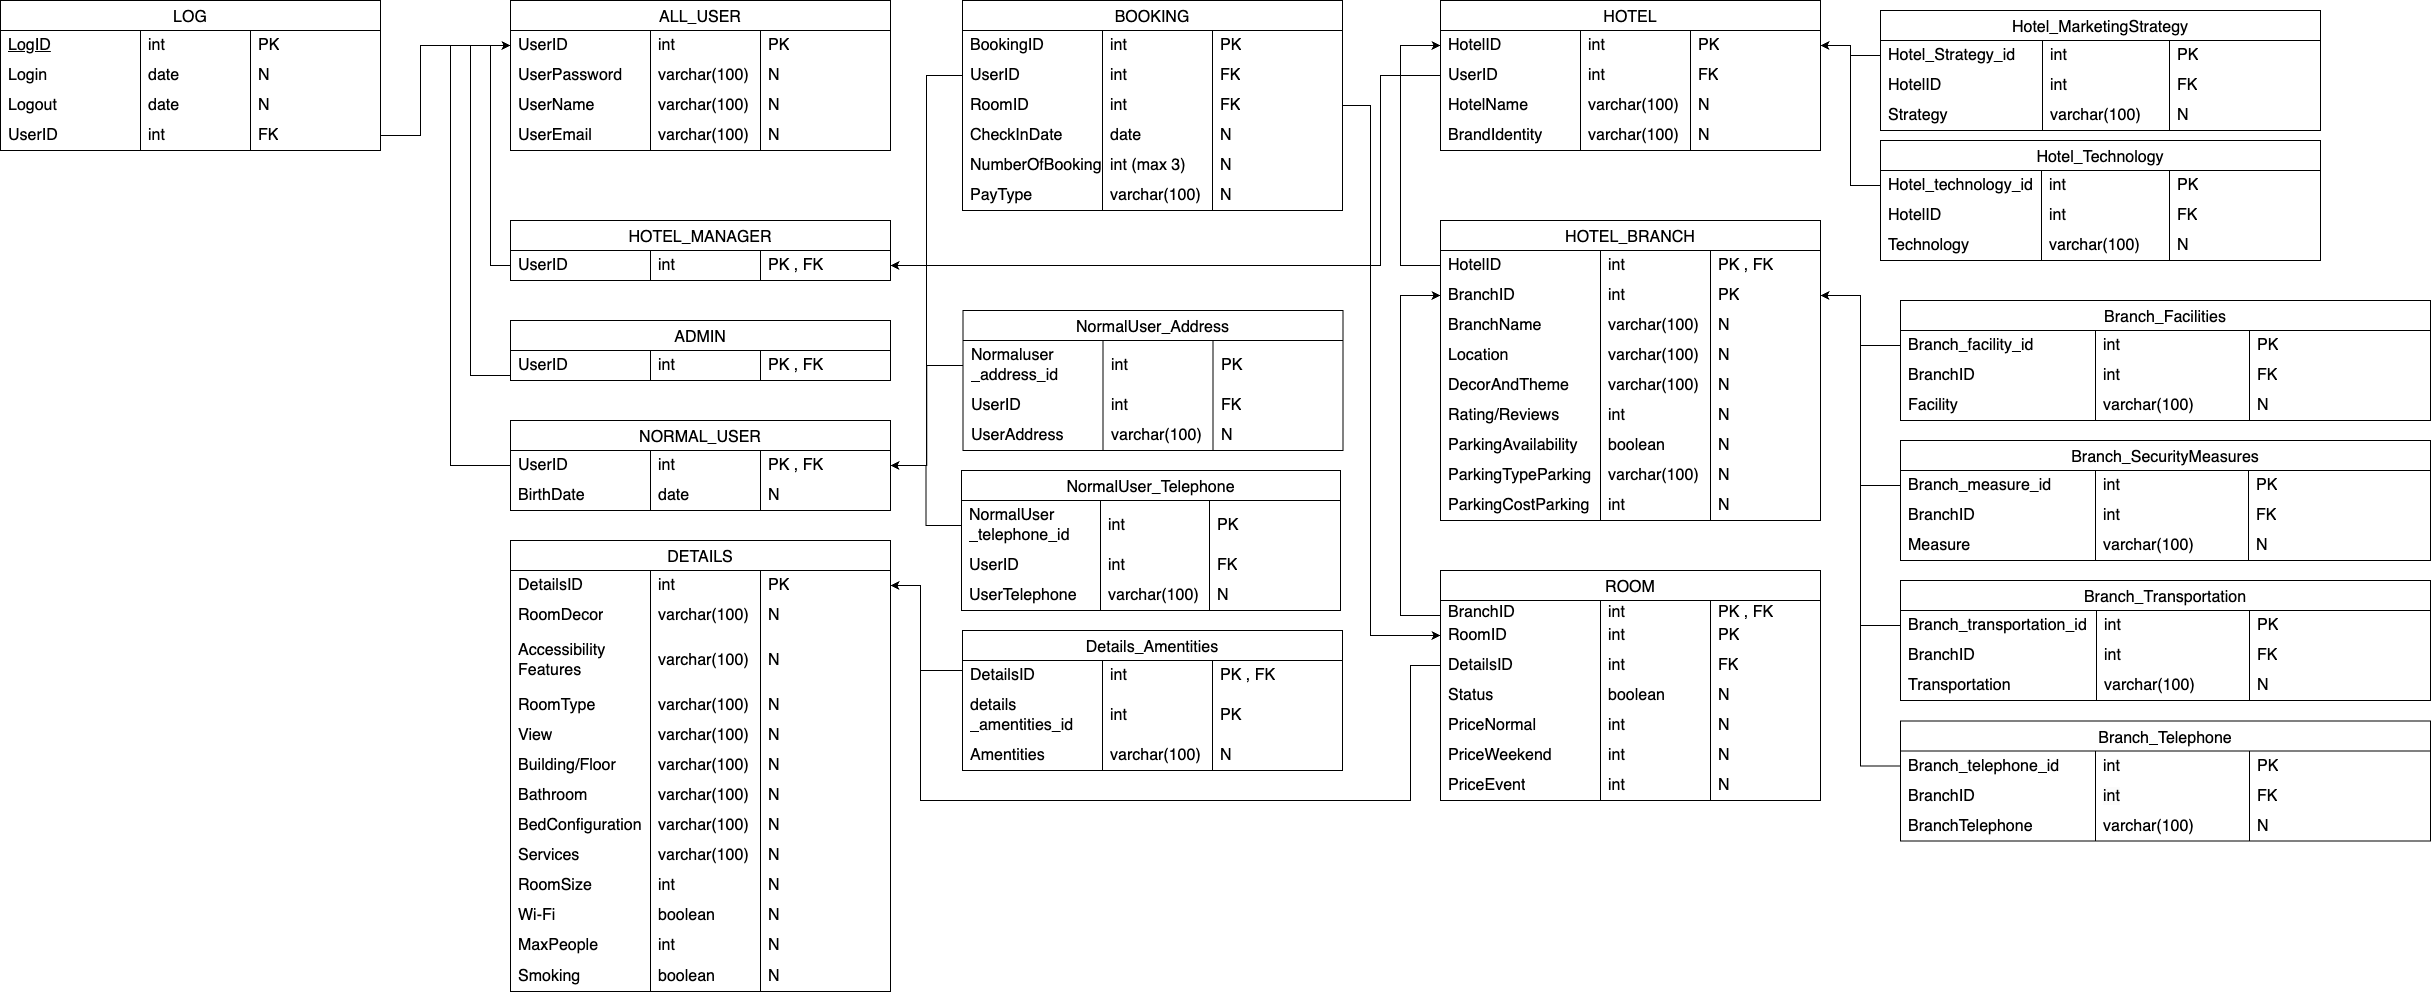 LOG
LogID int PK
Login date N
Logout date N
UserID int FK
ALL_USER
UserID int PK
UserPassword varchar(100) N
UserName varchar(100) N
UserEmail varchar(100) N
HOTEL_MANAGER
UserID int PK , FK
ADMIN
UserID int PK , FK
NORMAL_USER
UserID int PK , FK
BirthDate date N
DETAILS
DetailsID int PK
RoomDecor varchar(100) N
Accessibility
Features varchar(100) N
RoomType varchar(100) N
View varchar(100) N
Building/Floor varchar(100) N
Bathroom varchar(100) N
BedConfiguration varchar(100) N
Services varchar(100) N
RoomSize int N
Wi-Fi boolean N
MaxPeople int N
Smoking boolean N
BOOKING
BookingID int PK
UserID int FK
RoomID int FK
CheckInDate date N
NumberOfBooking int (max 3) N
PayType varchar(100) N
NormalUser_Address
Normaluser
_address_id int PK
UserID int FK
UserAddress varchar(100) N
NormalUser_Telephone
NormalUser
_telephone_id int PK
UserID int FK
UserTelephone varchar(100) N
Details_Amentities
DetailsID int PK , FK
details
_amentities_id int PK
Amentities varchar(100) N
HOTEL
HotelID int PK
UserID int FK
HotelName varchar(100) N
BrandIdentity varchar(100) N
HOTEL_BRANCH
HotelID int PK , FK
BranchID int PK
BranchName varchar(100) N
Location varchar(100) N
DecorAndTheme varchar(100) N
Rating/Reviews int N
ParkingAvailability boolean N
ParkingTypeParking varchar(100) N
ParkingCostParking int N
ROOM
BranchID int PK , FK
RoomID int PK
DetailsID int FK
Status boolean N
PriceNormal int N
PriceWeekend int N
PriceEvent int N
Hotel_MarketingStrategy
Hotel_Strategy_id int PK
HotelID int FK
Strategy varchar(100) N
Hotel_Technology
Hotel_technology_id int PK
HotelID int FK
Technology varchar(100) N
Branch_Facilities
Branch_facility_id int PK
BranchID int FK
Facility varchar(100) N
Branch_SecurityMeasures
Branch_measure_id int PK
BranchID int FK
Measure varchar(100) N
Branch_Transportation
Branch_transportation_id int PK
BranchID int FK
Transportation varchar(100) N
Branch_Telephone
Branch_telephone_id int PK
BranchID int FK
BranchTelephone varchar(100) N